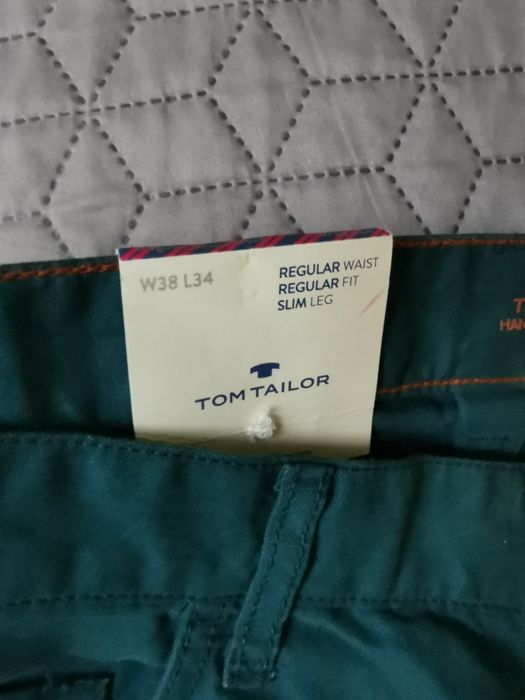 W38 L34
REGULAR WAIST
REGULAR FIT
SLIM LEG
TOM TAILOR